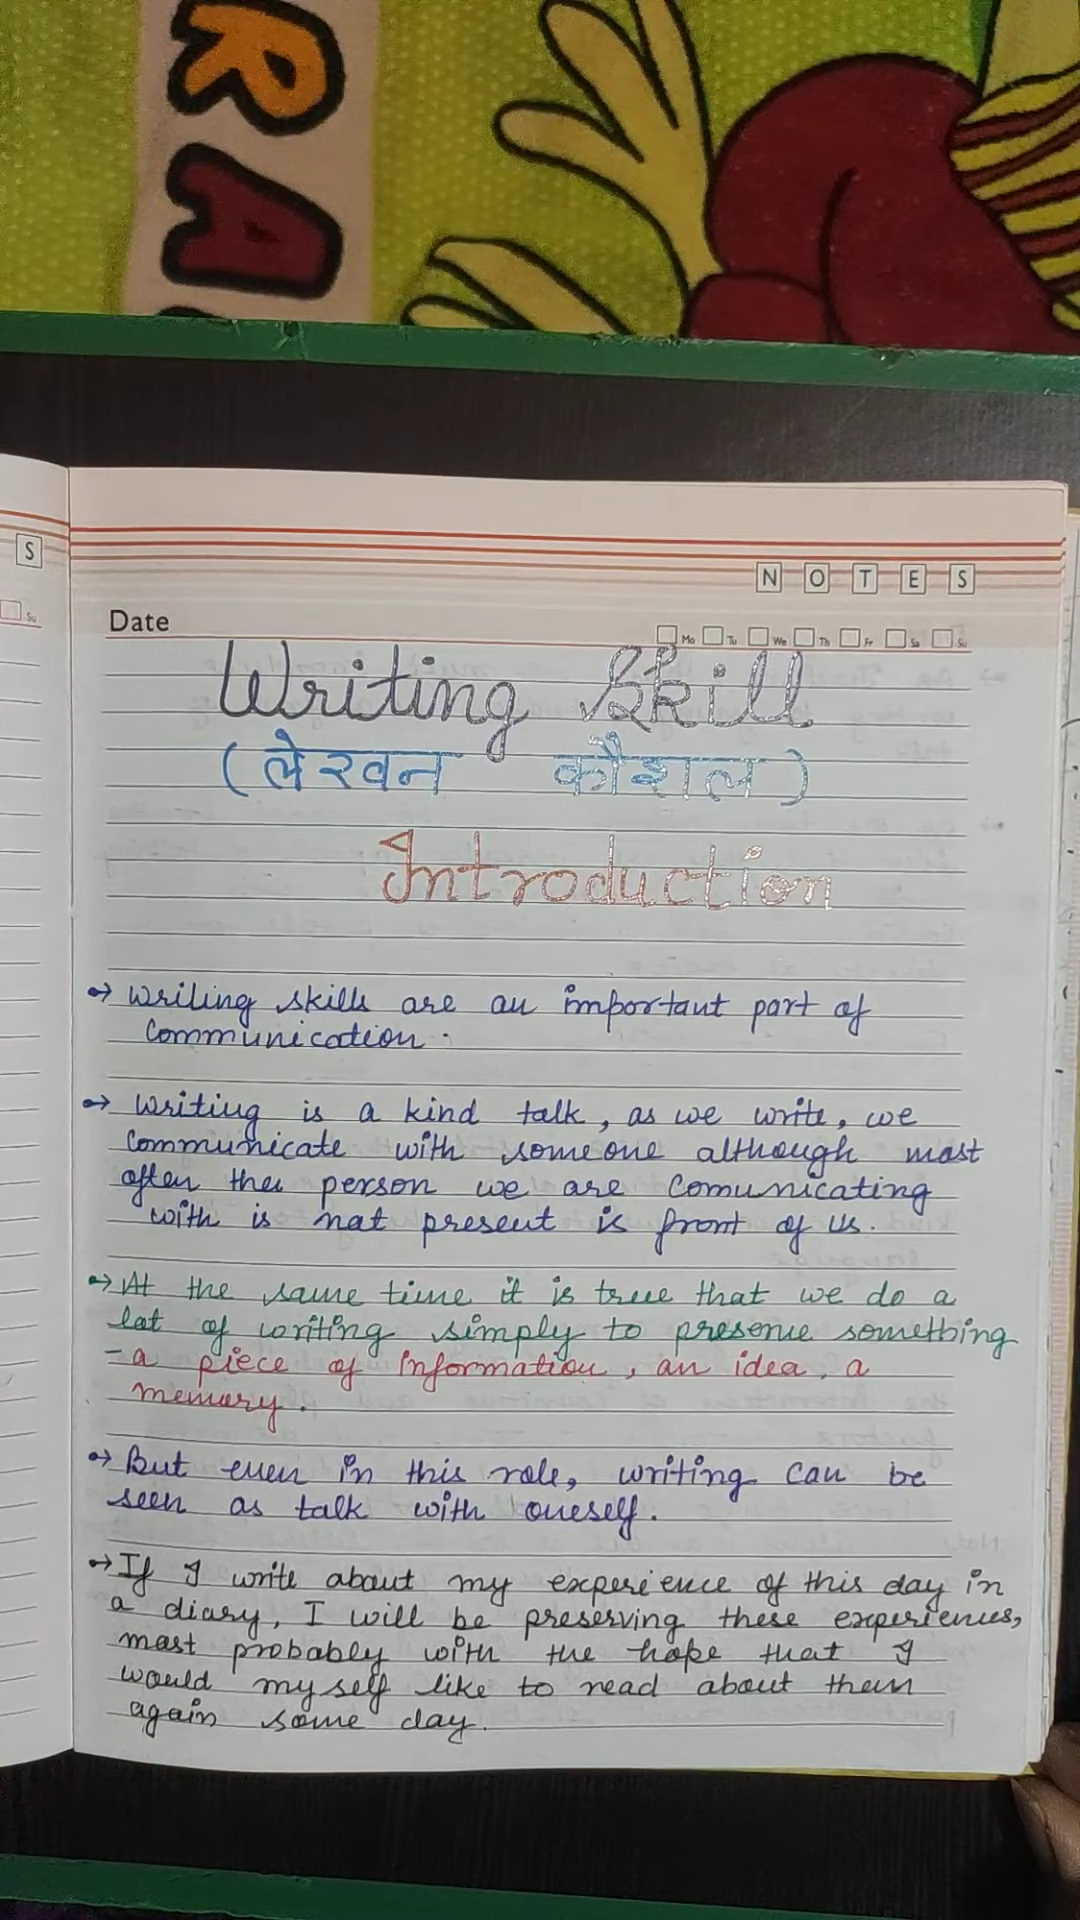 R
A
S
Su
N O T E S
Date
Mo Tu We Th Fr Sa Su
Writing Skill
(लेखन कौशल)
Introduction
→ Writing skills are an important part of
communication.
→ Writing is a kind talk, as we write, we
communicate with someone although most
often the person we are comunicating
with is not present is front of us.
→ At the same time it is true that we do a
lot of writing simply to preserve something
- a piece of information, an idea, a
memory.
→ But even in this role, writing can be
seen as talk with oneself.
→ If I write about my experience of this day in
a diary, I will be preserving these experiences,
most probably with the hope that I
would myself like to read about them
again some day.